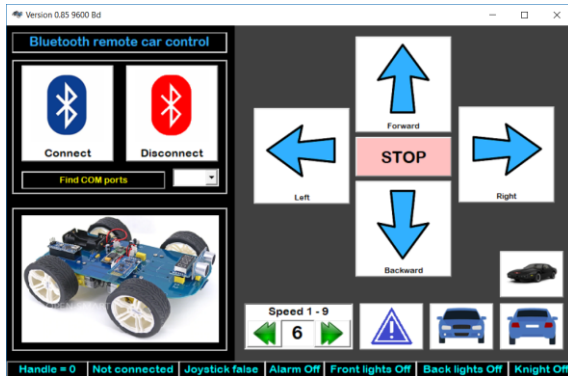 Version 0.85 9600 Bd
Bluetooth remote car control
Connect
Disconnect
Find COM ports
Forward
Left
STOP
Right
Backward
Speed 1 - 9
6
Handle = 0
Not connected
Joystick false
Alarm Off
Front lights Off
Back lights Off
Knight Off